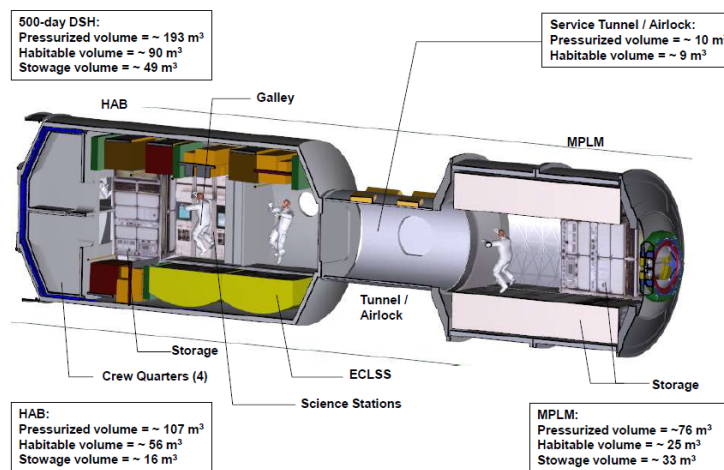 500-day DSH:
Pressurized volume = ~ 193 m³
Habitable volume = ~ 90 m³
Stowage volume = ~ 49 m³
Service Tunnel / Airlock:
Pressurized volume = ~ 10 m³
Habitable volume = ~ 9 m³
HAB
Galley
MPLM
Tunnel /
Airlock
Storage
ECLSS
Crew Quarters (4)
Science Stations
Storage
HAB:
Pressurized volume = ~ 107 m³
Habitable volume = ~ 56 m³
Stowage volume = ~ 16 m³
MPLM:
Pressurized volume = ~76 m³
Habitable volume = ~ 25 m³
Stowage volume = ~ 33 m³